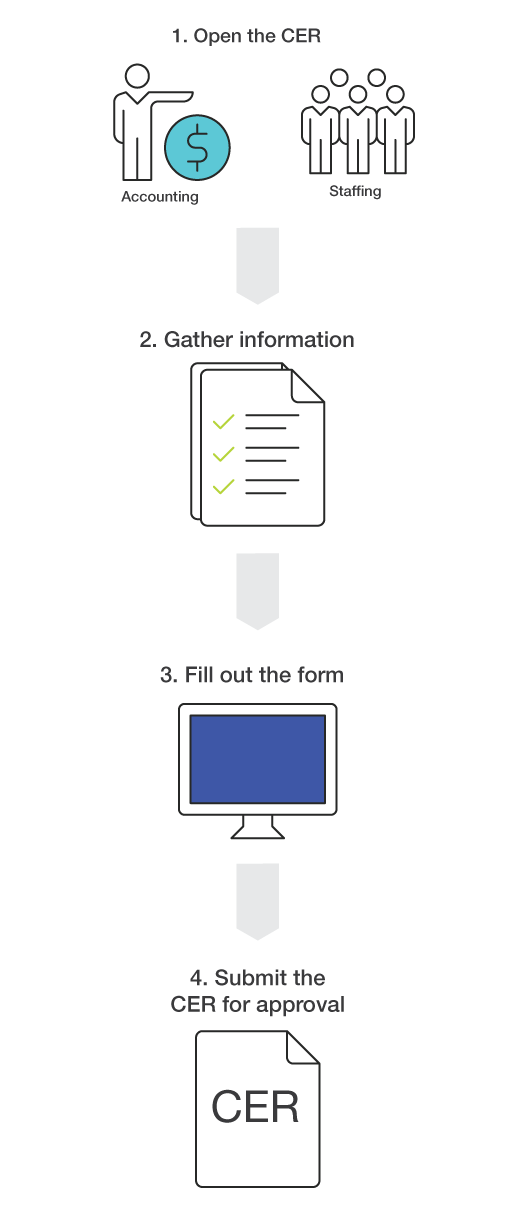 1. Open the CER
$
Accounting
Staffing
2. Gather information
3. Fill out the form
4. Submit the
CER for approval
CER